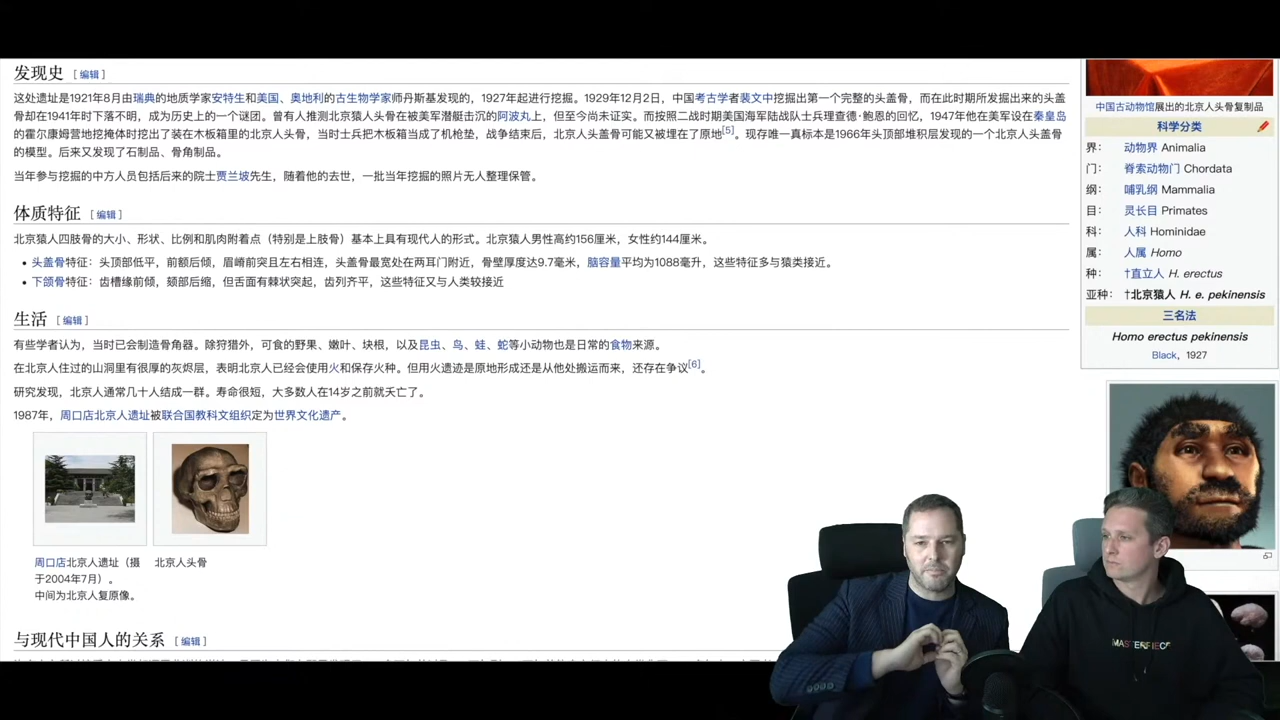 发现史 [编辑]
这处遗址是1921年8月由瑞典的地质学家安特生和美国、奥地利的古生物学家师丹斯基发现的，1927年起进行挖掘。1929年12月2日，中国考古学者裴文中挖掘出第一个完整的头盖骨，而在此时期所发掘出来的头盖
骨却在1941年时下落不明，成为历史上的一个谜团。曾有人推测北京猿人头骨在被美军潜艇击沉的阿波丸上，但至今尚未证实。而按照二战时期美国海军陆战队士兵理查德·鲍恩的回忆，1947年他在美军设在秦皇岛
的霍尔康姆营地挖掩体时挖出了装在木板箱里的北京人头骨，当时士兵把木板箱当成了机枪垫，战争结束后，北京人头盖骨可能又被埋在了原地[5]。现存唯一真标本是1966年头顶部堆积层发现的一个北京人头盖骨
的模型。后来又发现了石制品、骨角制品。
当年参与挖掘的中方人员包括后来的院士贾兰坡先生，随着他的去世，一批当年挖掘的照片无人整理保管。
体质特征 [编辑]
北京猿人四肢骨的大小、形状、比例和肌肉附着点（特别是上肢骨）基本上具有现代人的形式。北京猿人男性高约156厘米，女性约144厘米。
• 头盖骨特征：头顶部低平，前额后倾，眉嵴前突且左右相连，头盖骨最宽处在两耳门附近，骨壁厚度达9.7毫米，脑容量平均为1088毫升，这些特征多与猿类接近。
• 下颌骨特征：齿槽缘前倾，颏部后缩，但舌面有棘状突起，齿列齐平，这些特征又与人类较接近
生活 [编辑]
有些学者认为，当时已会制造骨角器。除狩猎外，可食的野果、嫩叶、块根，以及昆虫、鸟、蛙、蛇等小动物也是日常的食物来源。
在北京人住过的山洞里有很厚的灰烬层，表明北京人已经会使用火和保存火种。但用火遗迹是原地形成还是从他处搬运而来，还存在争议[6]。
研究发现，北京人通常几十人结成一群。寿命很短，大多数人在14岁之前就夭亡了。
1987年，周口店北京人遗址被联合国教科文组织定为世界文化遗产。
周口店北京人遗址（摄
于2004年7月）。
中间为北京人复原像。
北京人头骨
与现代中国人的关系 [编辑]
中国古动物馆展出的北京人头骨复制品
科学分类
界： 动物界 Animalia
门： 脊索动物门 Chordata
纲： 哺乳纲 Mammalia
目： 灵长目 Primates
科： 人科 Hominidae
属： 人属 Homo
种： †直立人 H. erectus
亚种： †北京猿人 H. e. pekinensis
三名法
Homo erectus pekinensis
Black, 1927
MASTERPIECE